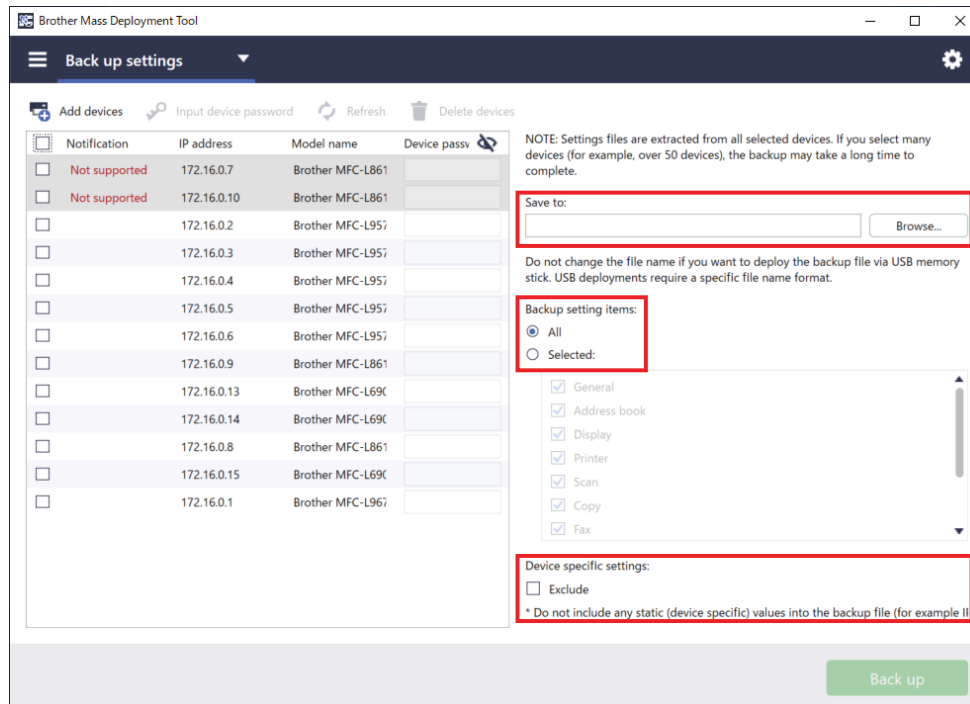 Brother Mass Deployment Tool
Back up settings
Add devices Input device password Refresh Delete devices
Notification IP address Model name Device passv
Not supported 172.16.0.7 Brother MFC-L861
Not supported 172.16.0.10 Brother MFC-L861
172.16.0.2 Brother MFC-L957
172.16.0.3 Brother MFC-L957
172.16.0.4 Brother MFC-L957
172.16.0.5 Brother MFC-L957
172.16.0.6 Brother MFC-L957
172.16.0.9 Brother MFC-L861
172.16.0.13 Brother MFC-L690
172.16.0.14 Brother MFC-L690
172.16.0.8 Brother MFC-L861
172.16.0.15 Brother MFC-L690
172.16.0.1 Brother MFC-L967
NOTE: Settings files are extracted from all selected devices. If you select many
devices (for example, over 50 devices), the backup may take a long time to
complete.
Save to:
Browse...
Do not change the file name if you want to deploy the backup file via USB memory
stick. USB deployments require a specific file name format.
Backup setting items:
All
Selected:
General
Address book
Display
Printer
Scan
Copy
Fax
Device specific settings:
Exclude
* Do not include any static (device specific) values into the backup file (for example
Back up